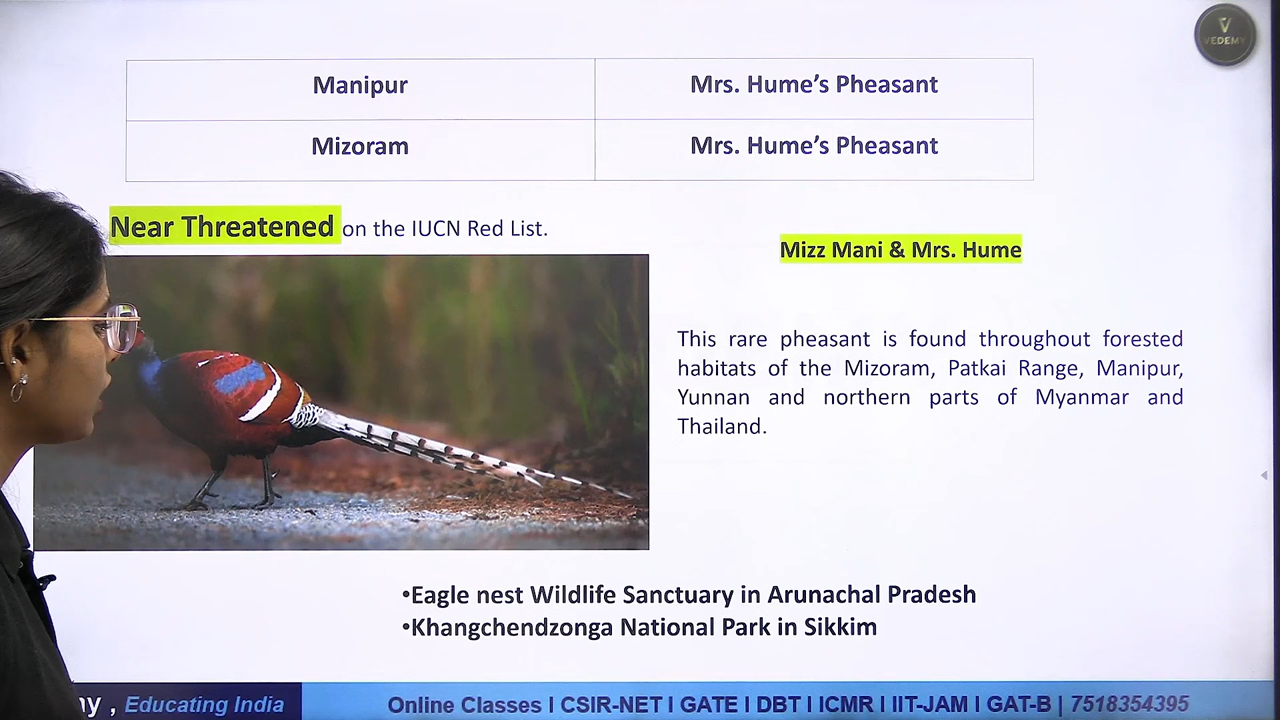 V
VEDEMY
Manipur Mrs. Hume’s Pheasant
Mizoram Mrs. Hume’s Pheasant
Near Threatened on the IUCN Red List.
Mizz Mani & Mrs. Hume
This rare pheasant is found throughout forested
habitats of the Mizoram, Patkai Range, Manipur,
Yunnan and northern parts of Myanmar and
Thailand.
•Eagle nest Wildlife Sanctuary in Arunachal Pradesh
•Khangchendzonga National Park in Sikkim
, Educating India
Online Classes I CSIR-NET I GATE I DBT I ICMR I IIT-JAM I GAT-B | 7518354395